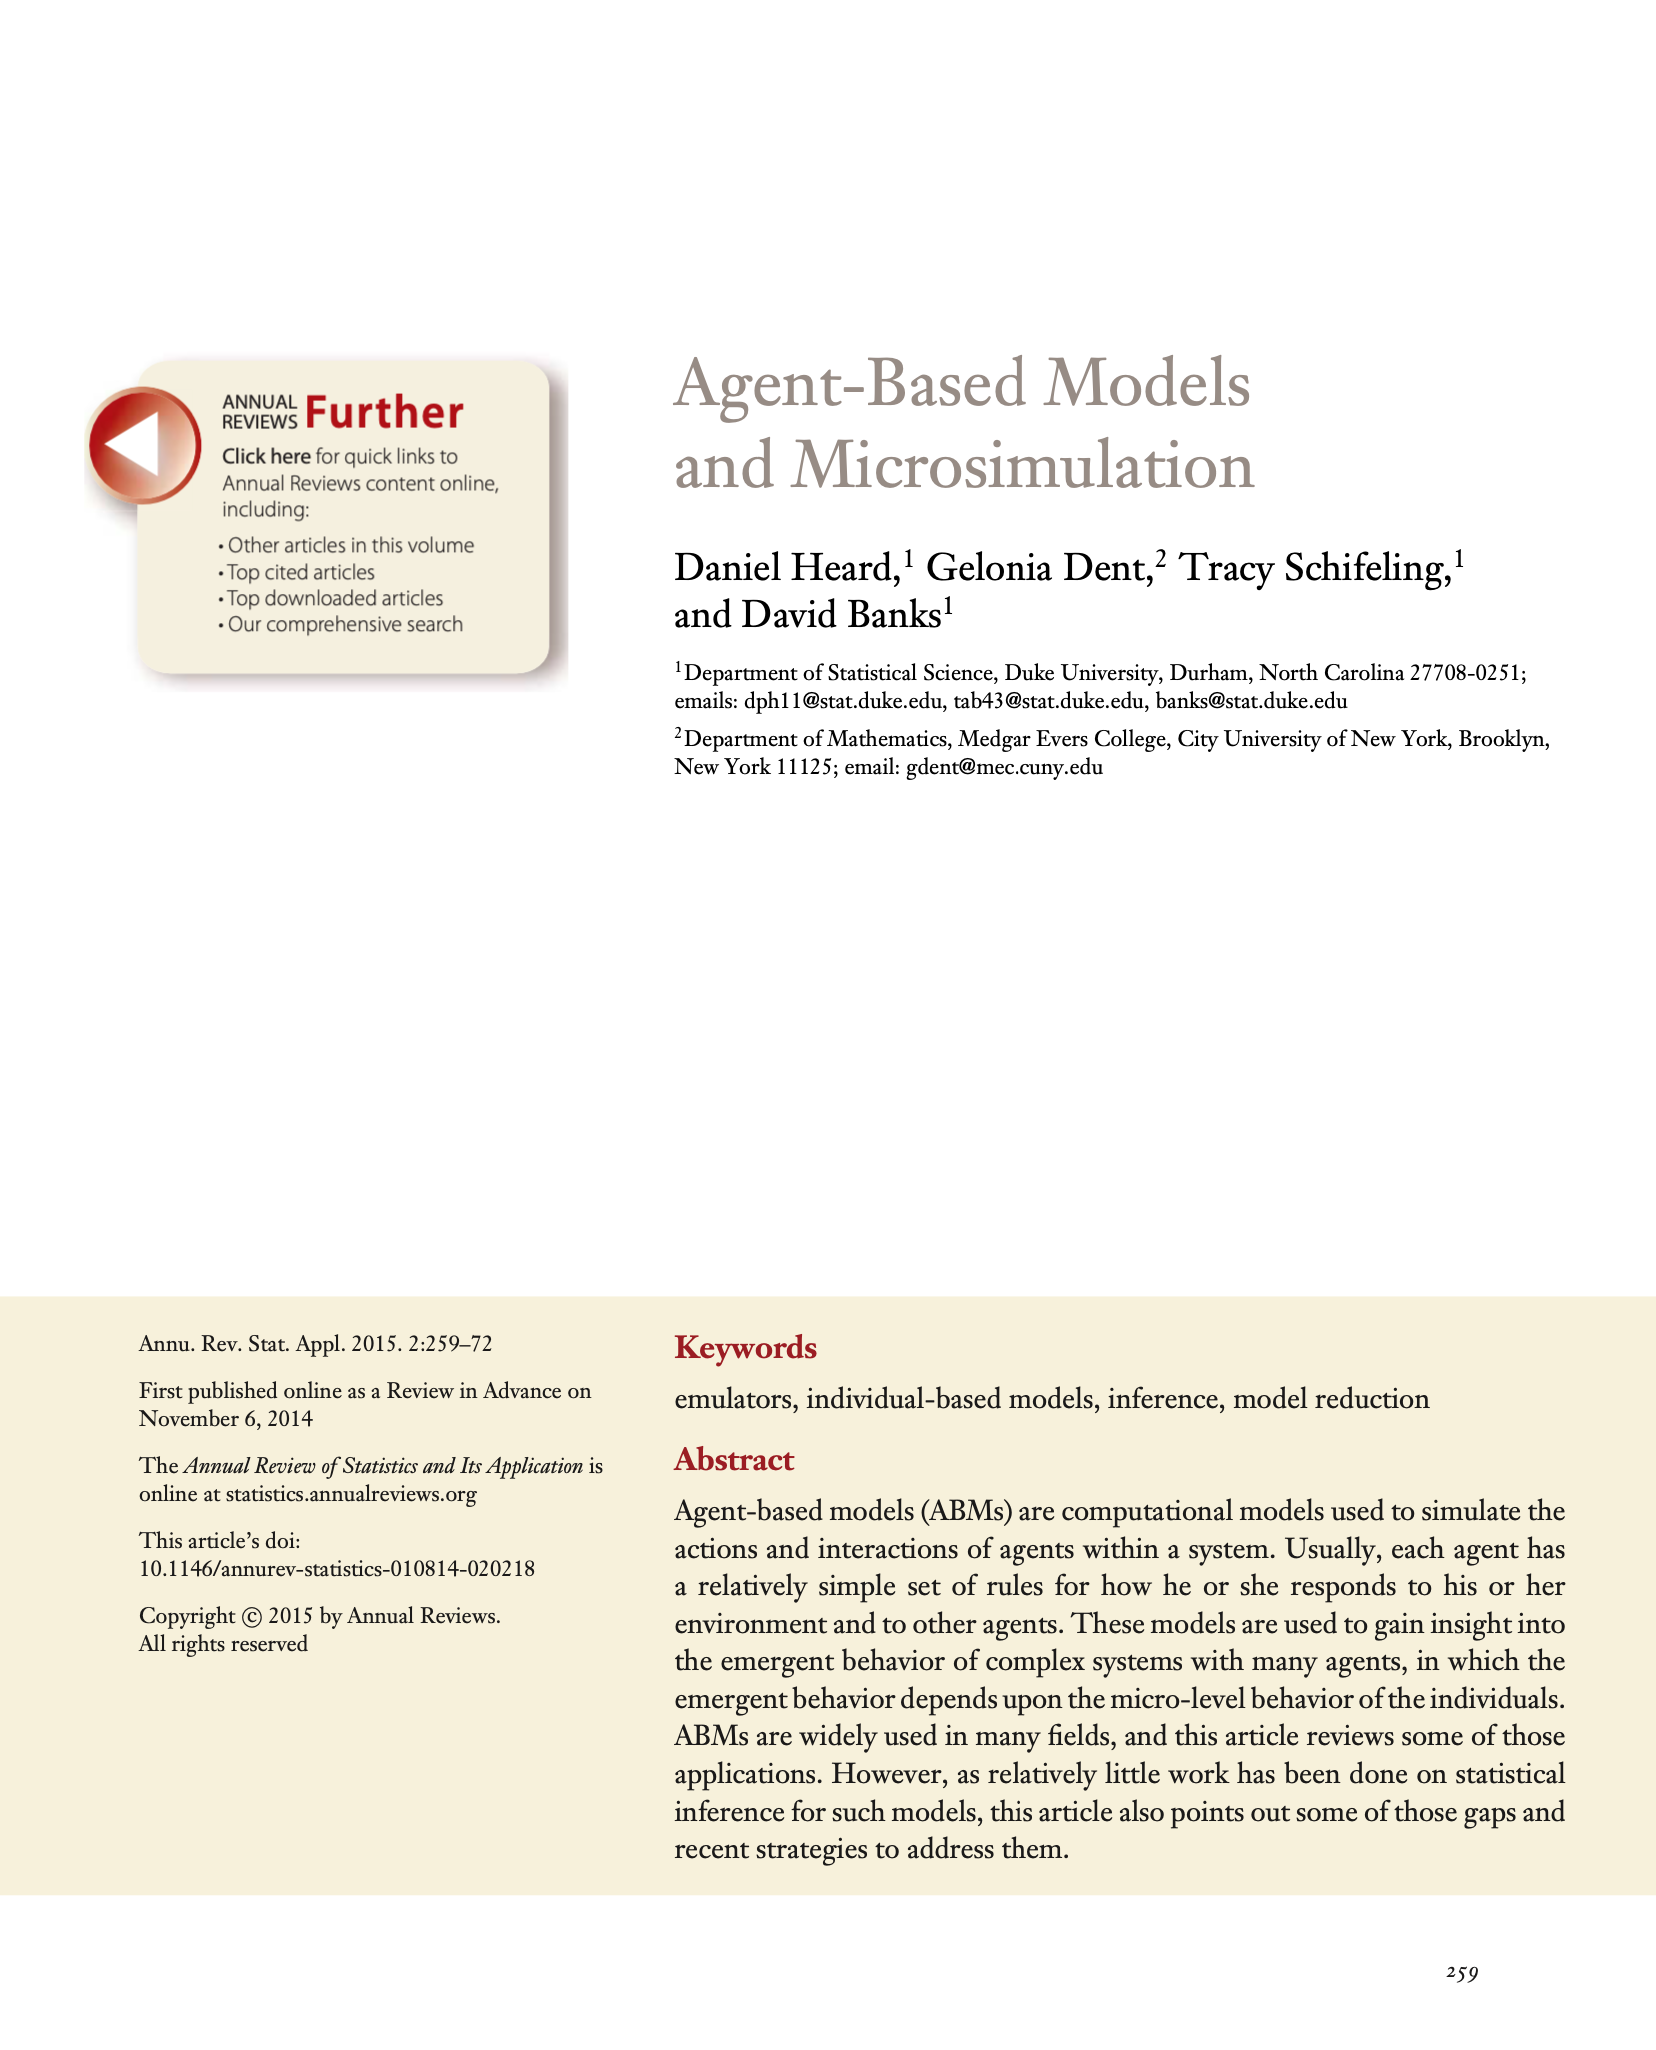 ANNUAL
REVIEWS Further
Click here for quick links to
Annual Reviews content online,
including:
• Other articles in this volume
• Top cited articles
• Top downloaded articles
• Our comprehensive search
Agent-Based Models
and Microsimulation
Daniel Heard,1 Gelonia Dent,2 Tracy Schifeling,1
and David Banks1
1Department of Statistical Science, Duke University, Durham, North Carolina 27708-0251;
emails: dph11@stat.duke.edu, tab43@stat.duke.edu, banks@stat.duke.edu
2Department of Mathematics, Medgar Evers College, City University of New York, Brooklyn,
New York 11125; email: gdent@mec.cuny.edu
Annu. Rev. Stat. Appl. 2015. 2:259–72
First published online as a Review in Advance on
November 6, 2014
The Annual Review of Statistics and Its Application is
online at statistics.annualreviews.org
This article's doi:
10.1146/annurev-statistics-010814-020218
Copyright © 2015 by Annual Reviews.
All rights reserved
Keywords
emulators, individual-based models, inference, model reduction
Abstract
Agent-based models (ABMs) are computational models used to simulate the
actions and interactions of agents within a system. Usually, each agent has
a relatively simple set of rules for how he or she responds to his or her
environment and to other agents. These models are used to gain insight into
the emergent behavior of complex systems with many agents, in which the
emergent behavior depends upon the micro-level behavior of the individuals.
ABMs are widely used in many fields, and this article reviews some of those
applications. However, as relatively little work has been done on statistical
inference for such models, this article also points out some of those gaps and
recent strategies to address them.
259